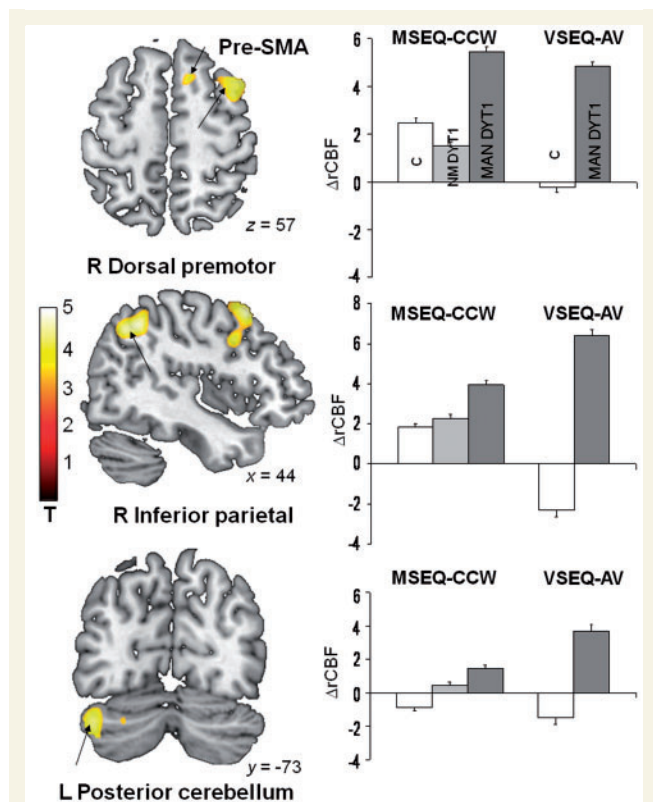 Pre-SMA
z = 57
R Dorsal premotor
5
4
3
2
1
T
x = 44
R Inferior parietal
y = -73
L Posterior cerebellum
MSEQ-CCW VSEQ-AV
6
4
2
0
-2
-4
ΔrCBF
C
NMDYT1
MAN DYT1
C
MAN DYT1
MSEQ-CCW VSEQ-AV
8
6
4
2
0
-2
-4
ΔrCBF
MSEQ-CCW VSEQ-AV
6
4
2
0
-2
-4
ΔrCBF